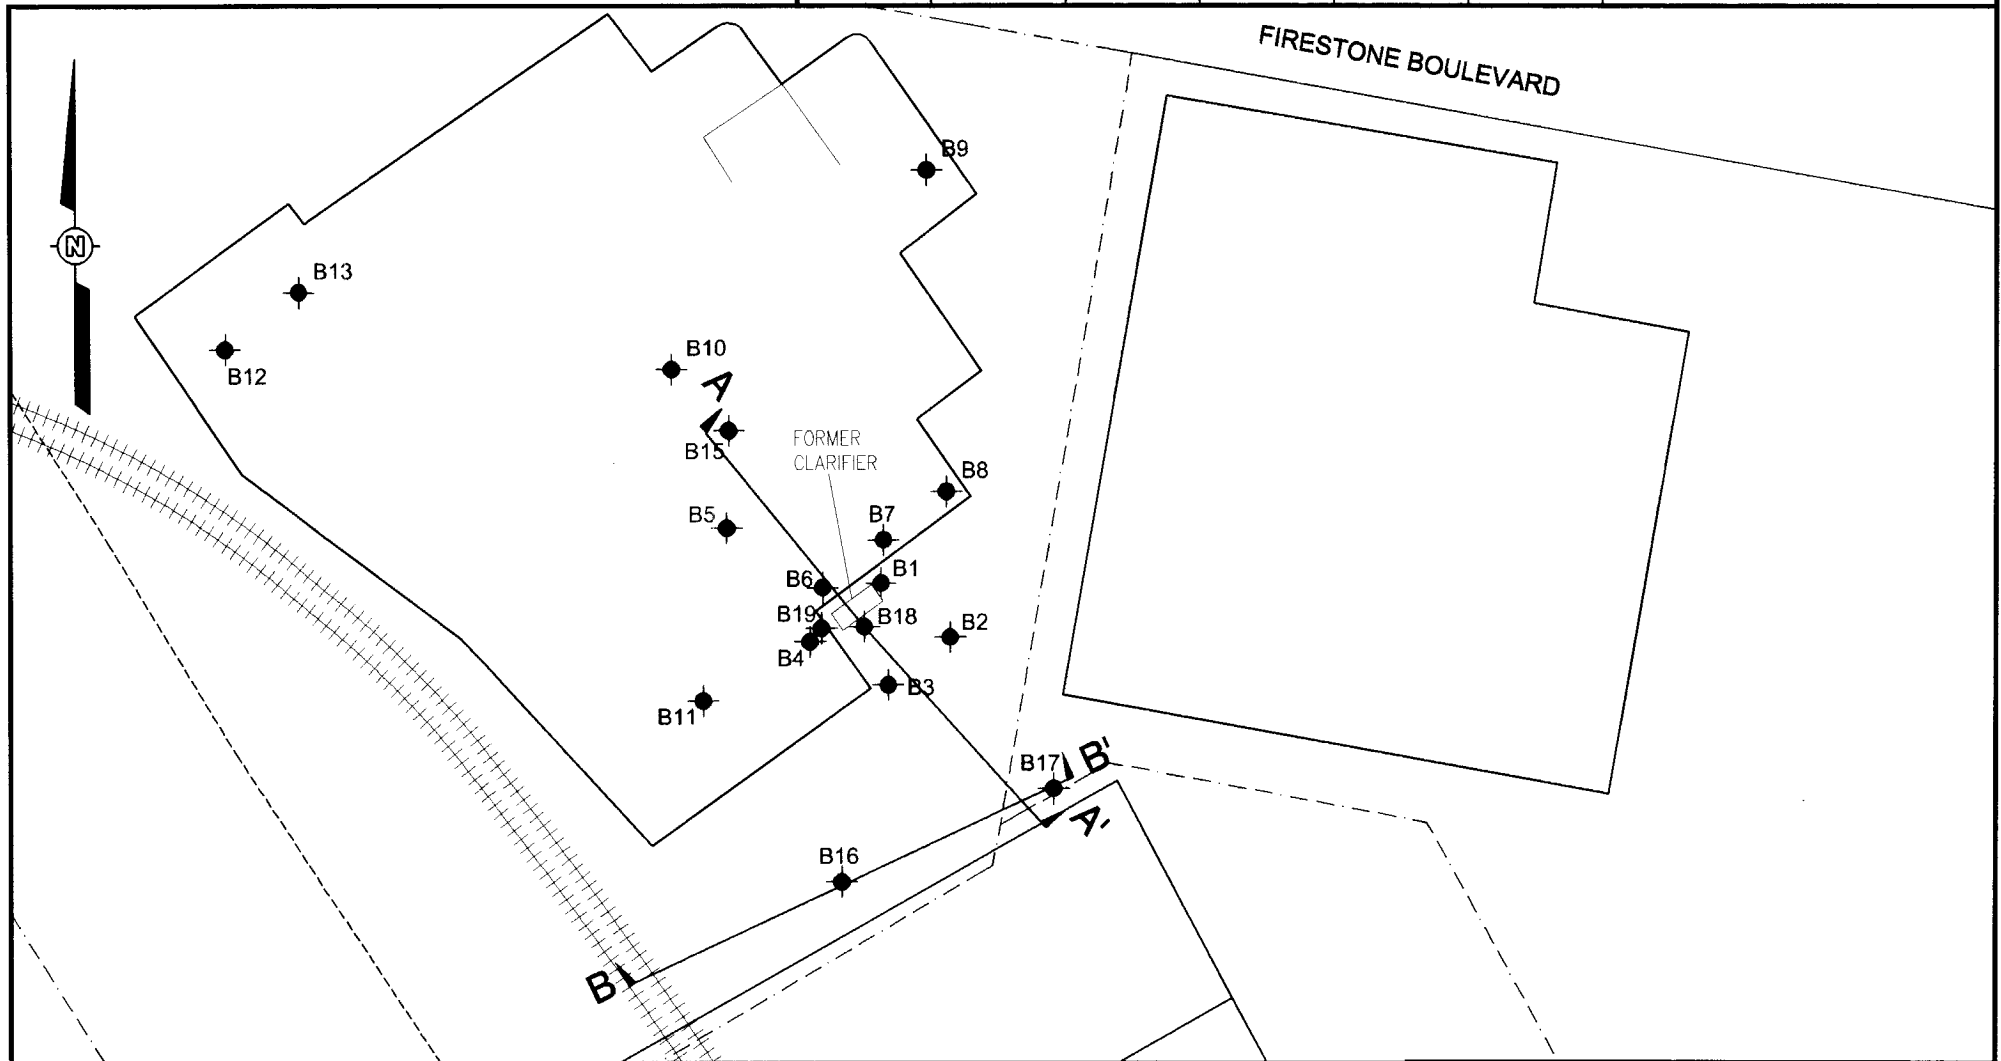 FIRESTONE BOULEVARD
B9
N
B13
B12
B10
A
B15
FORMER
CLARIFIER
B8
B5
B7
B6
B1
B19
B18
B2
B4
B3
B11
B17
B'
A'
B16
B